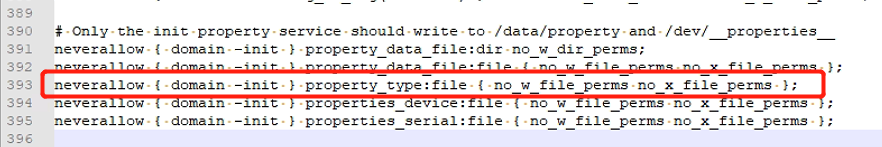 389
390 # Only the init property service should write to /data/property and /dev/__properties__
391 neverallow { domain -init } property_data_file:dir no_w_dir_perms;
392 neverallow { domain -init } property_data_file:file { no_w_file_perms no_x_file_perms };
393 neverallow { domain -init } property_type:file { no_w_file_perms no_x_file_perms };
394 neverallow { domain -init } properties_device:file { no_w_file_perms no_x_file_perms };
395 neverallow { domain -init } properties_serial:file { no_w_file_perms no_x_file_perms };
396